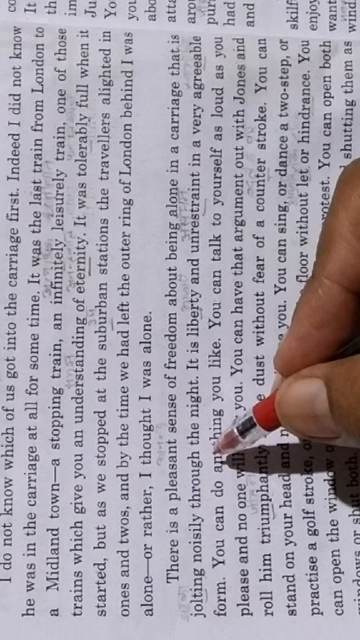 I do not know which of us got into the carriage first. Indeed I did not know
he was in the carriage at all for some time. It was the last train from London to
a Midland town—a stopping train, an infinitely leisurely train, one of those
trains which give you an understanding of eternity. It was tolerably full when it
started, but as we stopped at the suburban stations the travellers alighted in
ones and twos, and by the time we had left the outer ring of London behind I was
alone—or rather, I thought I was alone.
There is a pleasant sense of freedom about being alone in a carriage that is
jolting noisily through the night. It is liberty and unrestraint in a very agreeable
form. You can do anything you like. You can talk to yourself as loud as you
please and no one will you. You can have that argument out with Jones and
roll him triumphantly dust without fear of a counter stroke. You can
stand on your head and you. You can sing, or dance a two-step, or
practise a golf stroke, floor without let or hindrance. You
can open the window protest. You can open both
shutting them as